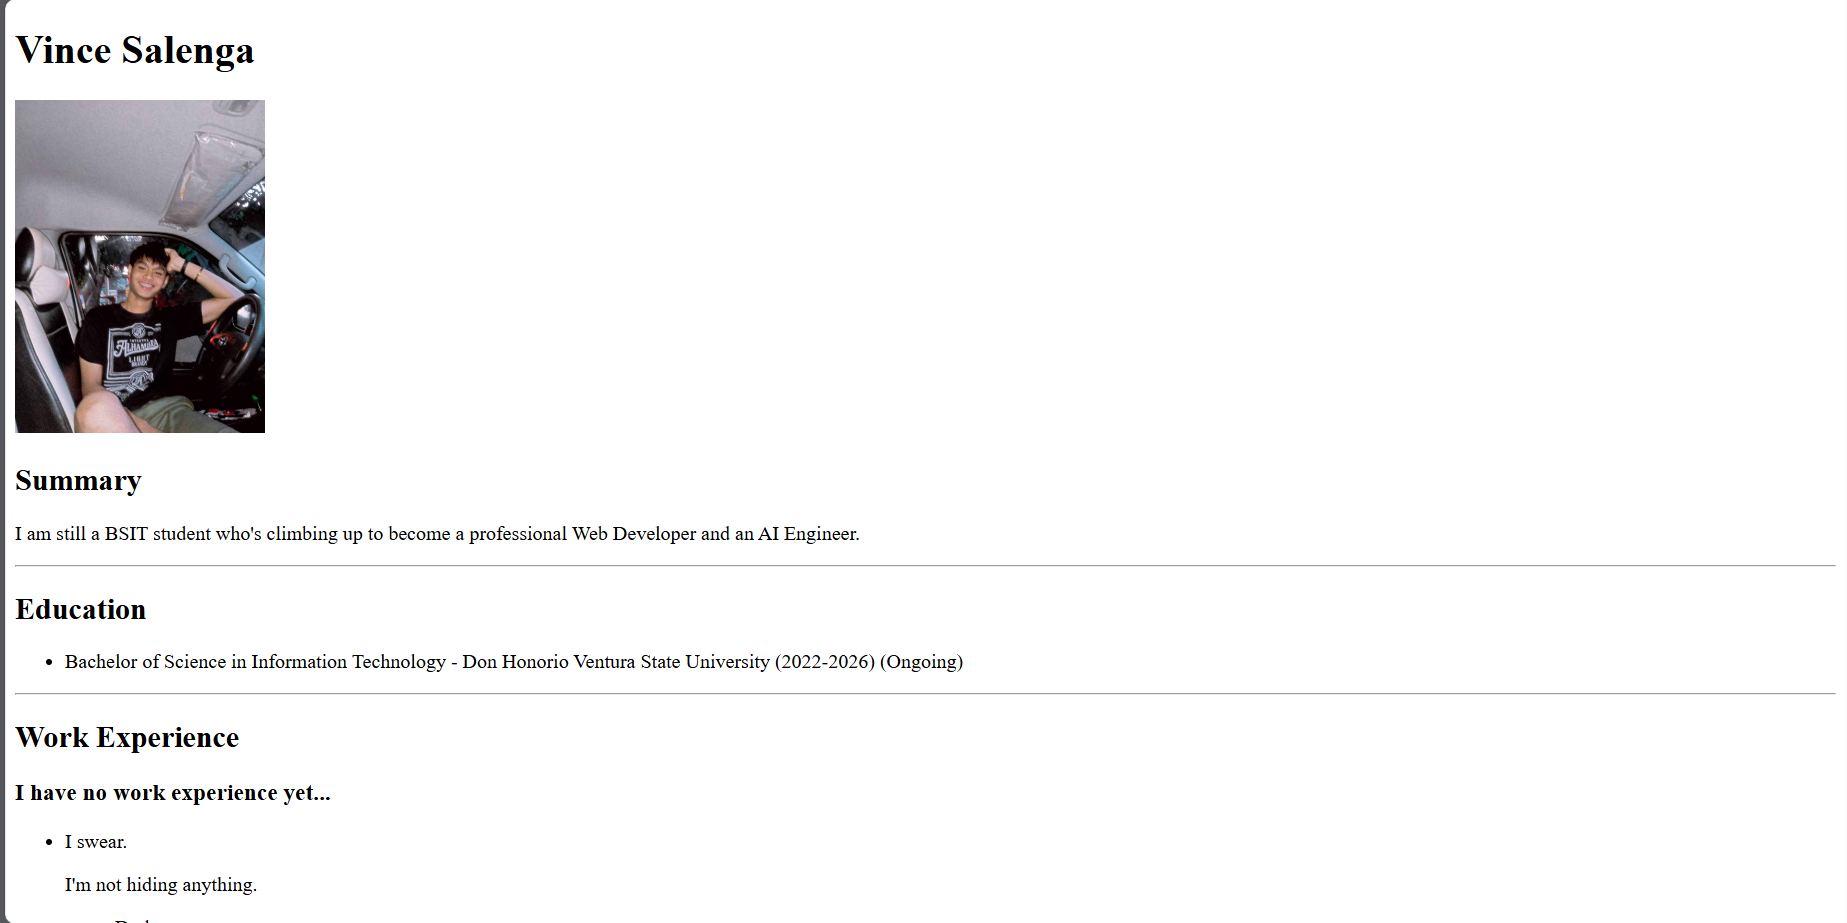 Vince Salenga
ALHAMBRA
LIGHT
Summary
I am still a BSIT student who's climbing up to become a professional Web Developer and an AI Engineer.
Education
Bachelor of Science in Information Technology - Don Honorio Ventura State University (2022-2026) (Ongoing)
Work Experience
I have no work experience yet...
I swear.
I'm not hiding anything.